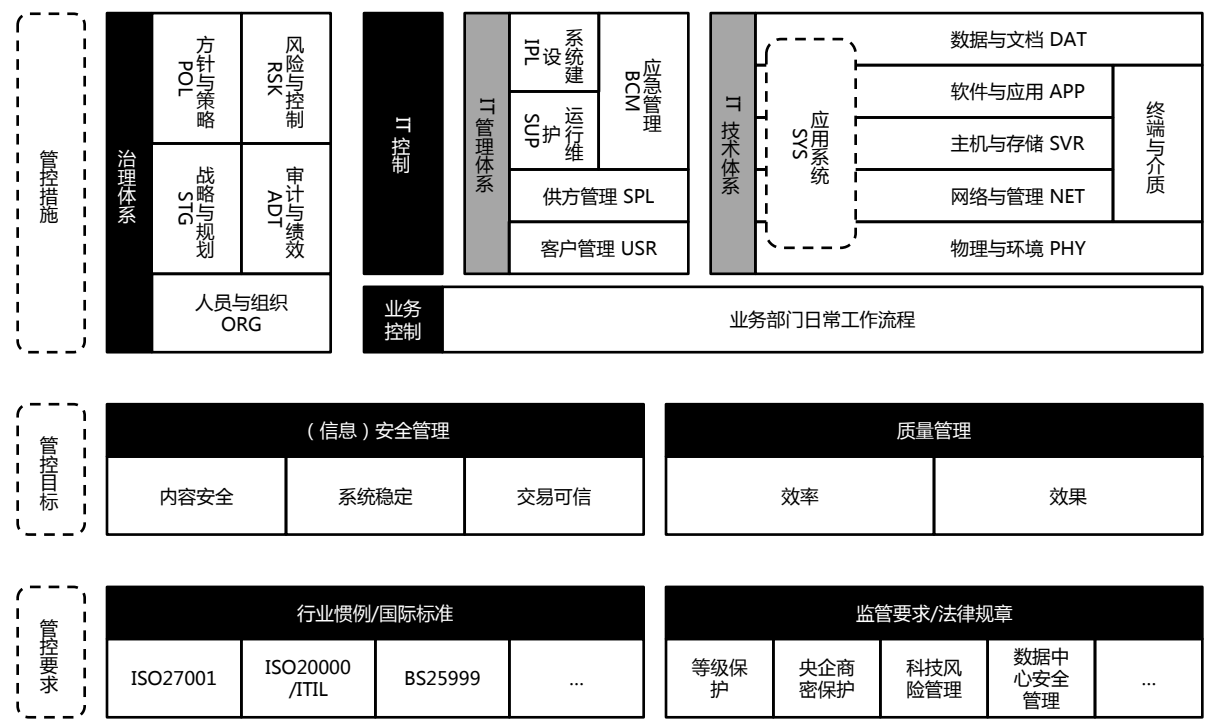 管控措施
治理体系
方针与策略
POL
风险与控制
RSK
战略与规划
STG
审计与绩效
ADT
人员与组织
ORG
IT 控制
IT 管理体系
系统建
设
IPL
运行维
护
SUP
应急管理
BCM
供方管理 SPL
客户管理 USR
IT 技术体系
应用系统
SYS
数据与文档 DAT
软件与应用 APP
主机与存储 SVR
网络与管理 NET
物理与环境 PHY
终端与介质
业务
控制
业务部门日常工作流程
管控目标
（信息）安全管理
内容安全
系统稳定
交易可信
质量管理
效率
效果
管控要求
行业惯例/国际标准
ISO27001
ISO20000
/ITIL
BS25999
...
监管要求/法律规章
等级保
护
央企商
密保护
科技风
险管理
数据中
心安全
管理
...